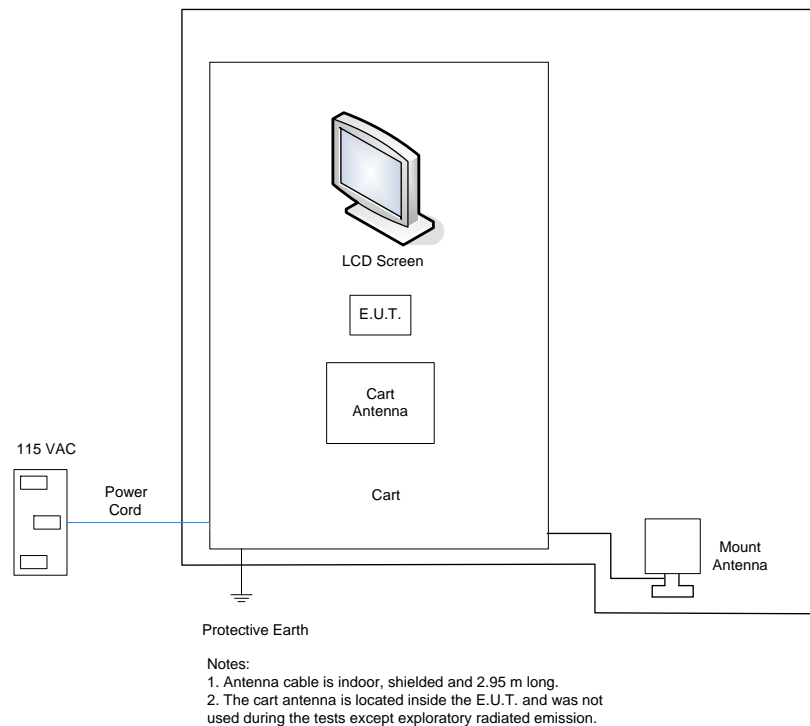 LCD Screen
E.U.T.
Cart
Antenna
115 VAC
Power
Cord
Cart
Mount
Antenna
Protective Earth
Notes:
1. Antenna cable is indoor, shielded and 2.95 m long.
2. The cart antenna is located inside the E.U.T. and was not
used during the tests except exploratory radiated emission.